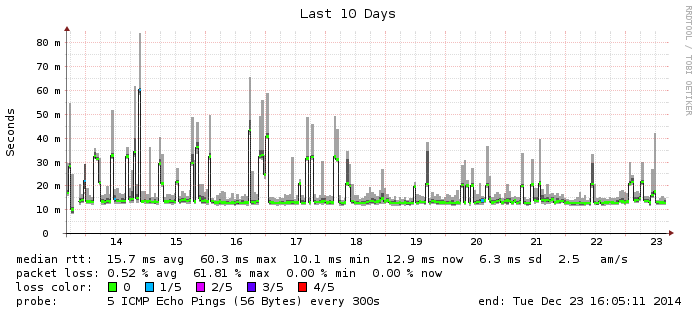 Last 10 Days
RRDTOOL / TOBI OETIKER
Seconds
80 m
70 m
60 m
50 m
40 m
30 m
20 m
10 m
0
14 15 16 17 18 19 20 21 22 23
median rtt: 15.7 ms avg 60.3 ms max 10.1 ms min 12.9 ms now 6.3 ms sd 2.5 am/s
packet loss: 0.52 % avg 61.81 % max 0.00 % min 0.00 % now
loss color: 0 1/5 2/5 3/5 4/5
probe: 5 ICMP Echo Pings (56 Bytes) every 300s end: Tue Dec 23 16:05:11 2014